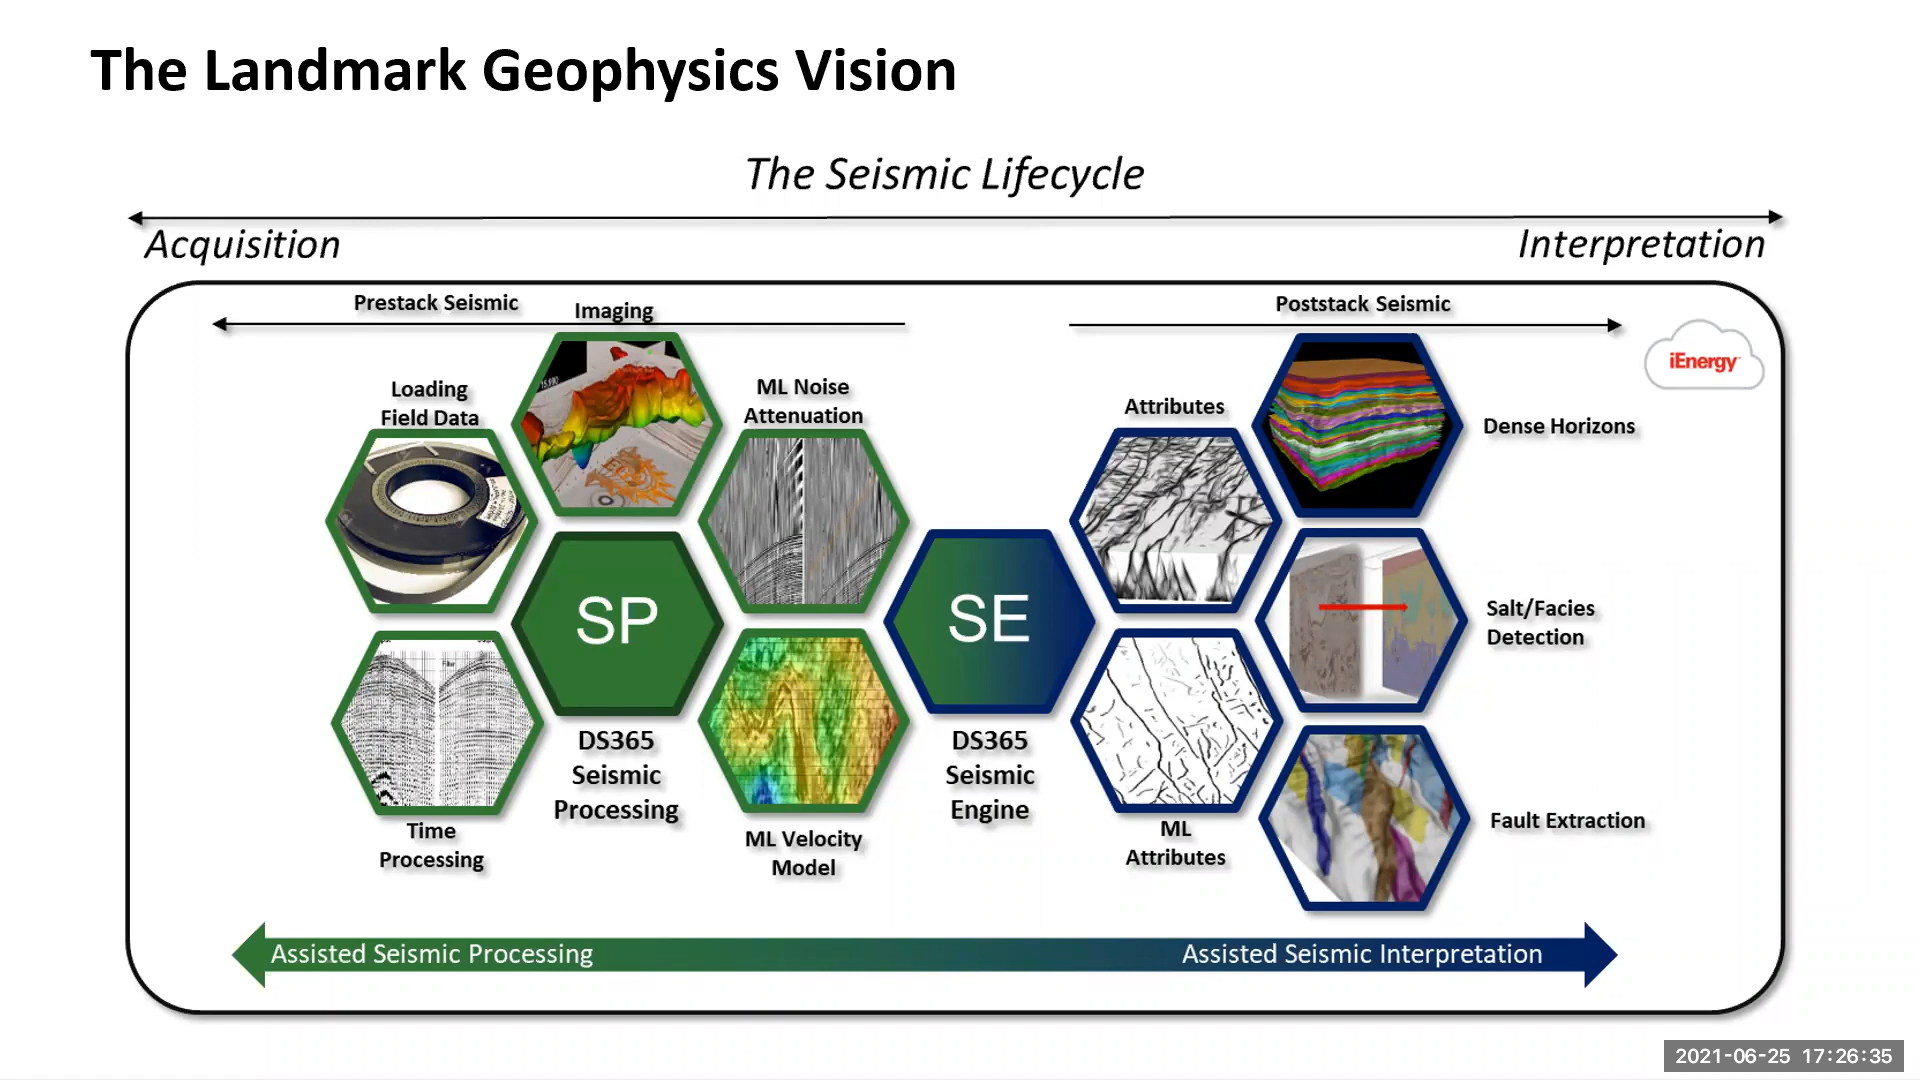 The Landmark Geophysics Vision
The Seismic Lifecycle
Acquisition
Interpretation
Prestack Seismic
Imaging
Poststack Seismic
iEnergy
Loading
Field Data
ML Noise
Attenuation
Attributes
Dense Horizons
SP
SE
Salt/Facies
Detection
DS365
Seismic
Processing
DS365
Seismic
Engine
Time
Processing
ML Velocity
Model
ML
Attributes
Fault Extraction
Assisted Seismic Processing
Assisted Seismic Interpretation
2021-06-25 17:26:35